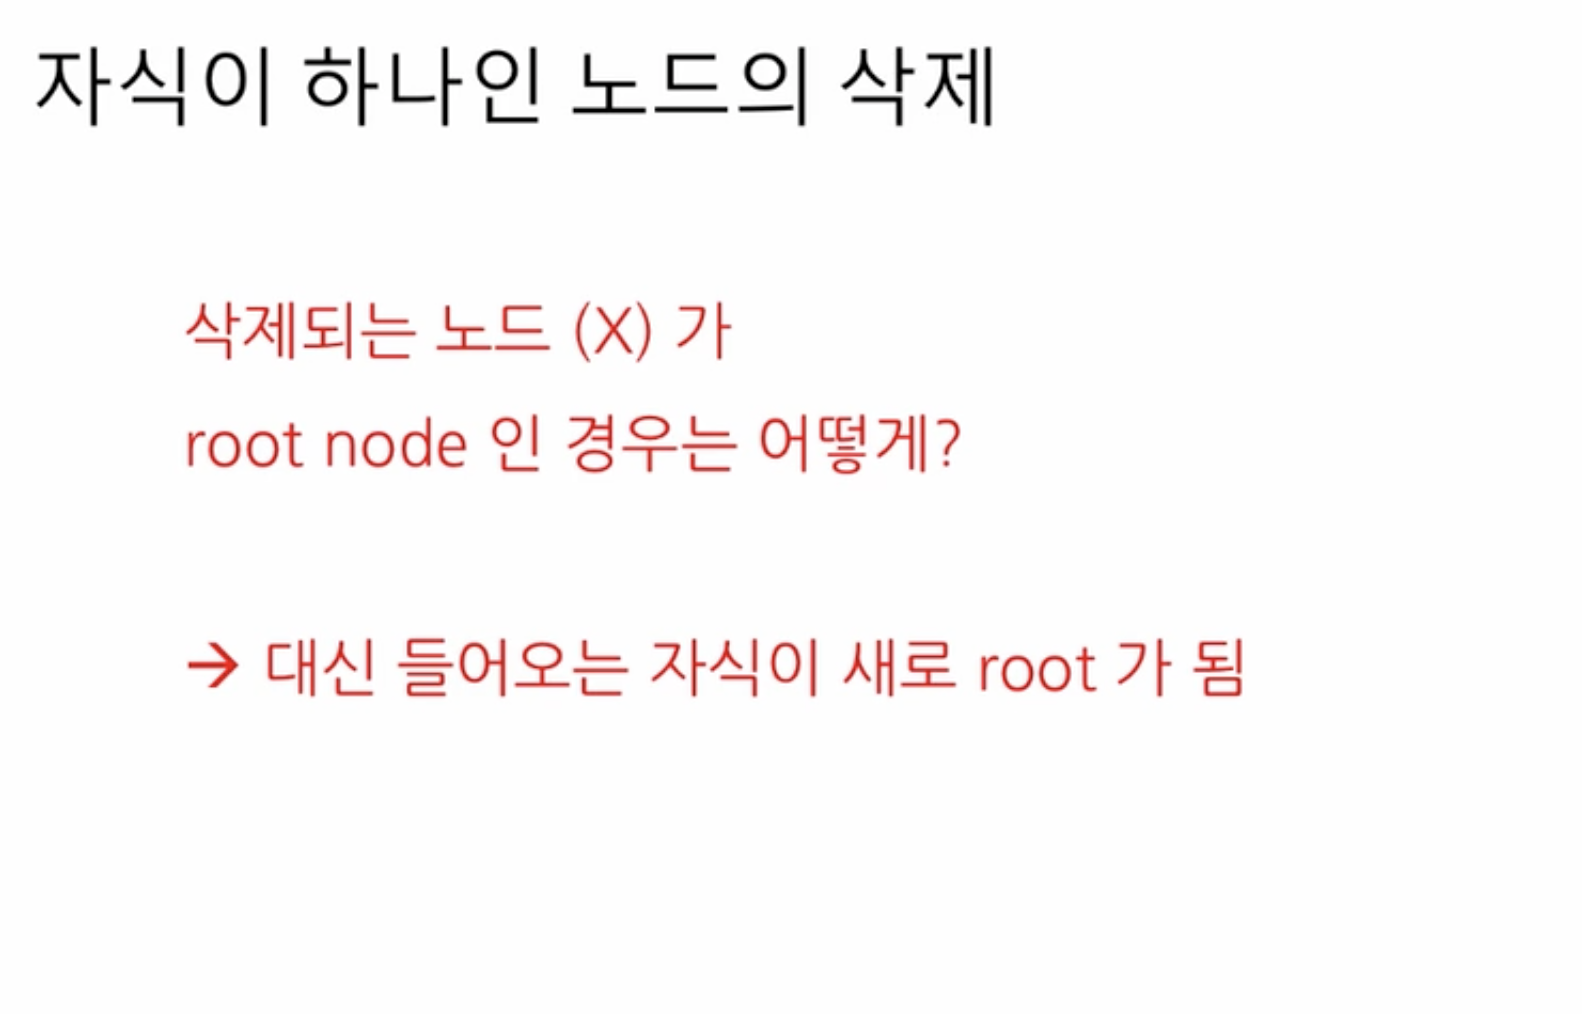 자식이 하나인 노드의 삭제
삭제되는 노드 (X) 가
root node 인 경우는 어떻게?
→ 대신 들어오는 자식이 새로 root 가 됨